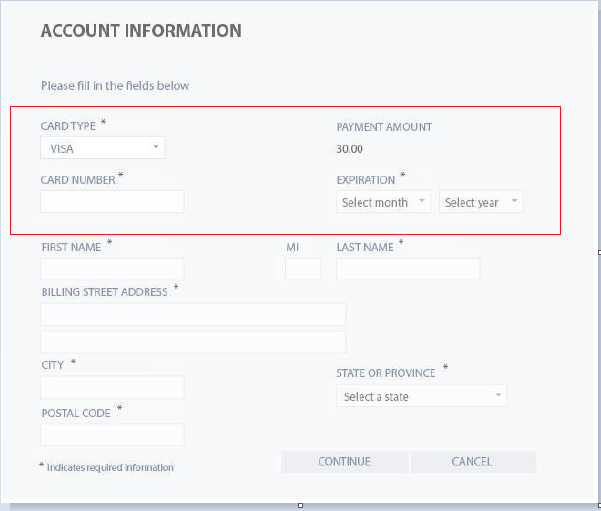 ACCOUNT INFORMATION
Please fill in the fields below
CARD TYPE * PAYMENT AMOUNT
VISA 30.00
CARD NUMBER * EXPIRATION *
Select month Select year
FIRST NAME * MI LAST NAME *
BILLING STREET ADDRESS *
CITY * STATE OR PROVINCE *
Select a state
POSTAL CODE *
* Indicates required information CONTINUE CANCEL